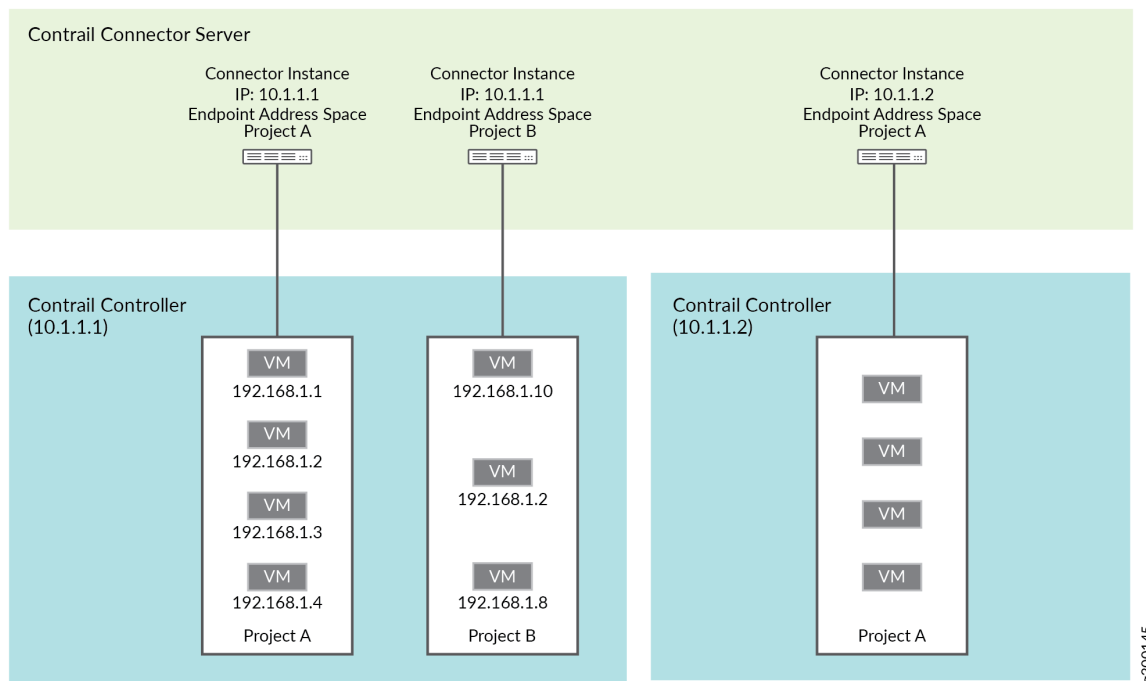 Contrail Connector Server
Connector Instance
IP: 10.1.1.1
Endpoint Address Space
Project A
Connector Instance
IP: 10.1.1.1
Endpoint Address Space
Project B
Connector Instance
IP: 10.1.1.2
Endpoint Address Space
Project A
Contrail Controller
(10.1.1.1)
VM
192.168.1.1
VM
192.168.1.2
VM
192.168.1.3
VM
192.168.1.4
Project A
VM
192.168.1.10
VM
192.168.1.2
VM
192.168.1.8
Project B
Contrail Controller
(10.1.1.2)
VM
VM
VM
VM
Project A